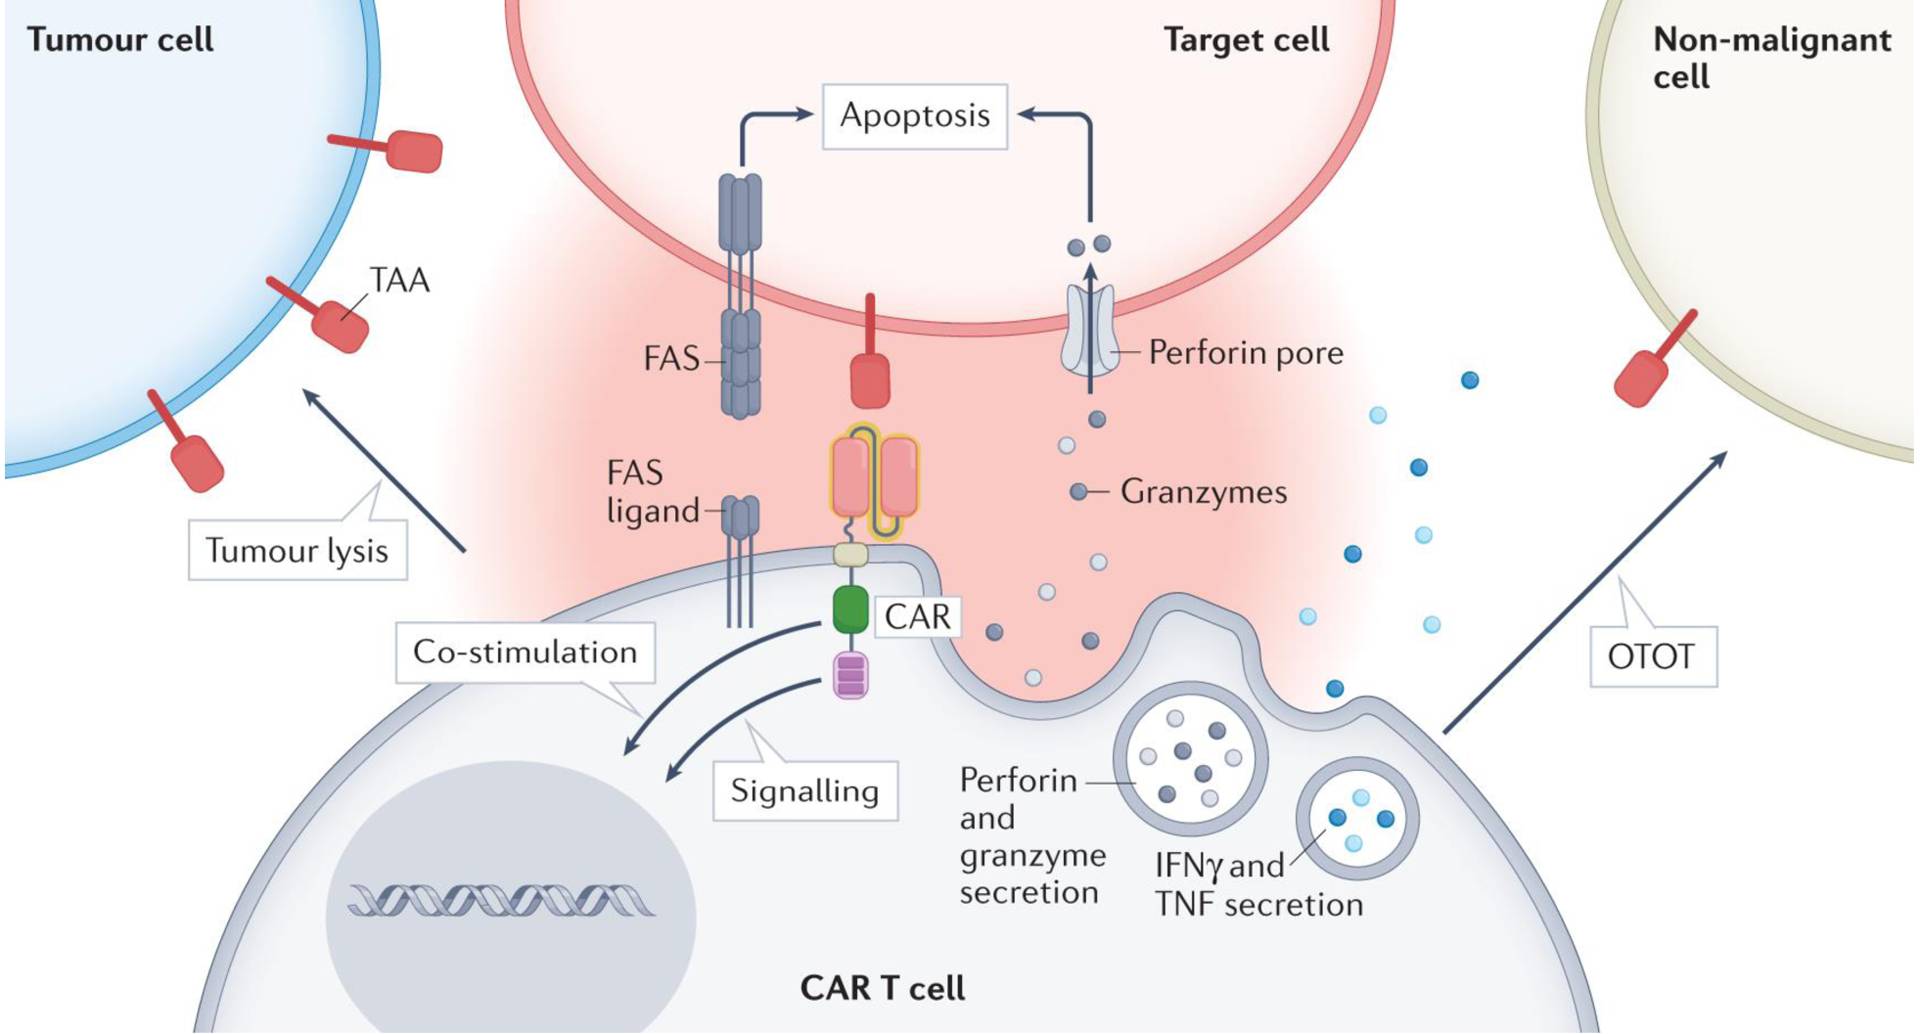 Tumour cell
Target cell
Non-malignant
cell
Apoptosis
TAA
FAS
Perforin pore
FAS
ligand
Granzymes
Tumour lysis
CAR
Co-stimulation
OTOT
Signalling
Perforin
and
granzyme
secretion
IFNγ and
TNF secretion
CAR T cell